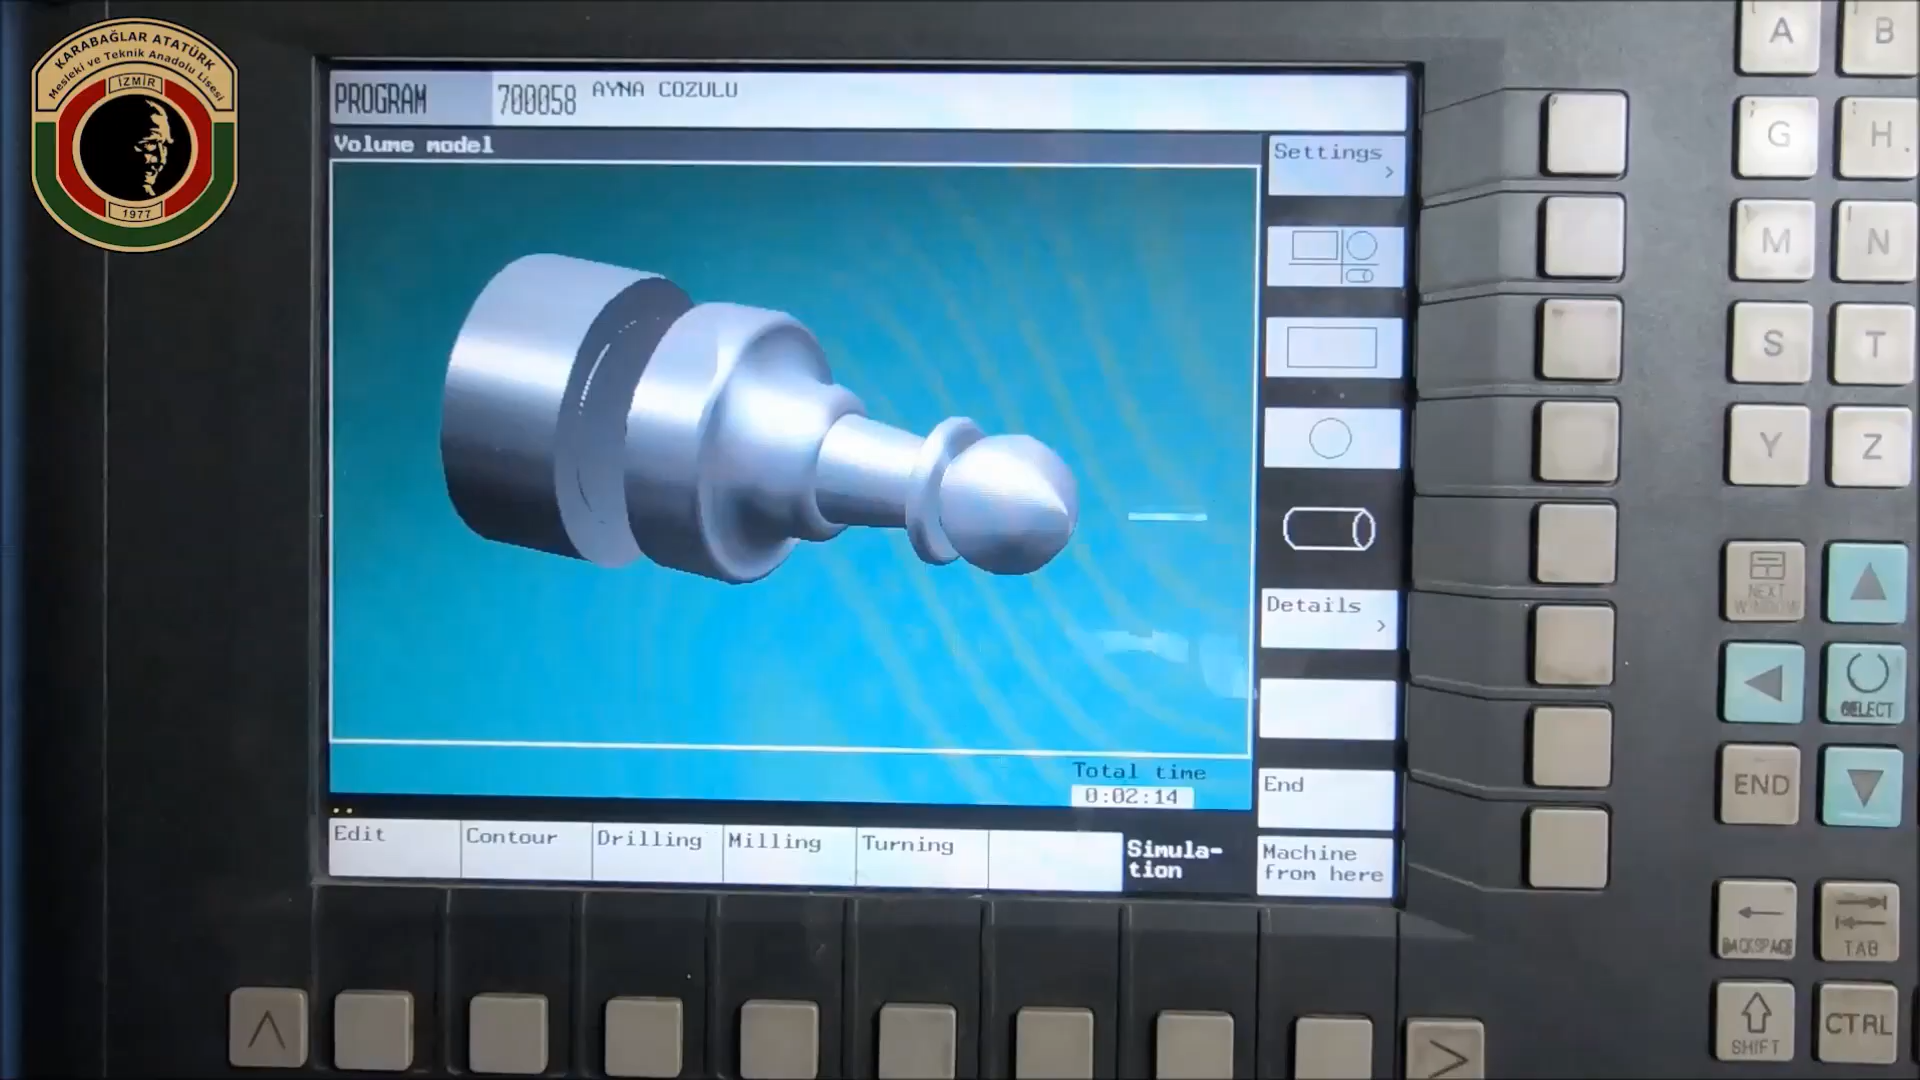 KARABAĞLAR ATATÜRK
Mesleki ve Teknik Anadolu Lisesi
İZMİR
1977
PROGRAM
700058
AYNA COZULU
Volume model
Settings
Details
Total time
0:02:14
End
Edit
Contour
Drilling
Milling
Turning
Simula-
tion
Machine
from here
A
B
G
H
M
N
S
T
Y
Z
NEXT
WINDOW
SELECT
END
BACKSPACE
TAB
SHIFT
CTRL